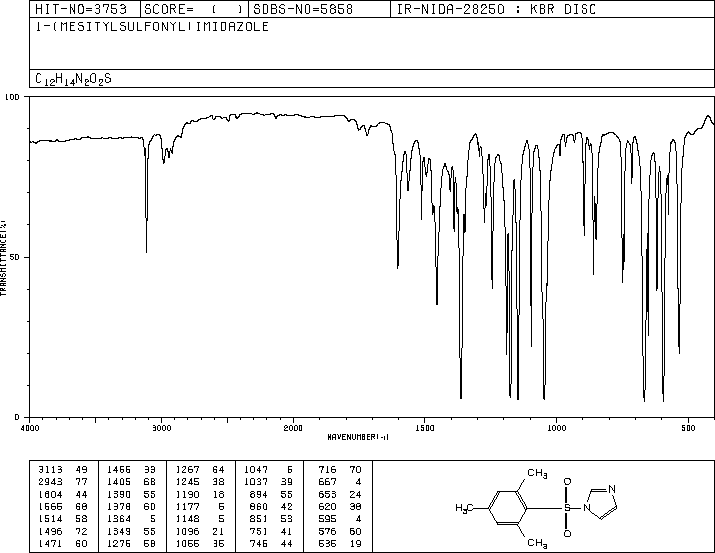 HIT-NO=3753 SCORE= ( ) SDBS-NO=5858 IR-NIDA-28250 : KBR DISC
1-(MESITYLSULFONYL)IMIDAZOLE
C12H14N2O2S
100
50
0
TRANSMITTANCE(%)
4000 3000 2000 1500 1000 500
WAVENUMBER(-1)
3113 49 1456 33 1267 64 1047 5 716 70
2943 77 1405 68 1245 38 1037 39 667 4
1604 44 1390 55 1190 18 894 55 653 24
1565 68 1378 60 1177 5 860 42 620 38
1514 58 1364 5 1148 5 851 53 595 4
1496 72 1349 55 1096 21 751 41 576 60
1471 60 1275 58 1055 35 746 44 535 19
CH3
O
N
H3C
S
N
O
CH3